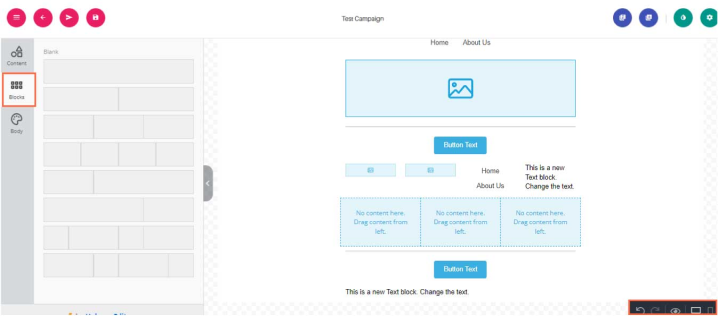 Test Campaign
Content
Blocks
Body
Blank
Home About Us
Button Text
Home
About Us
This is a new
Text block.
Change the text.
No content here.
Drag content from
left.
No content here.
Drag content from
left.
No content here.
Drag content from
left.
Button Text
This is a new Text block. Change the text.